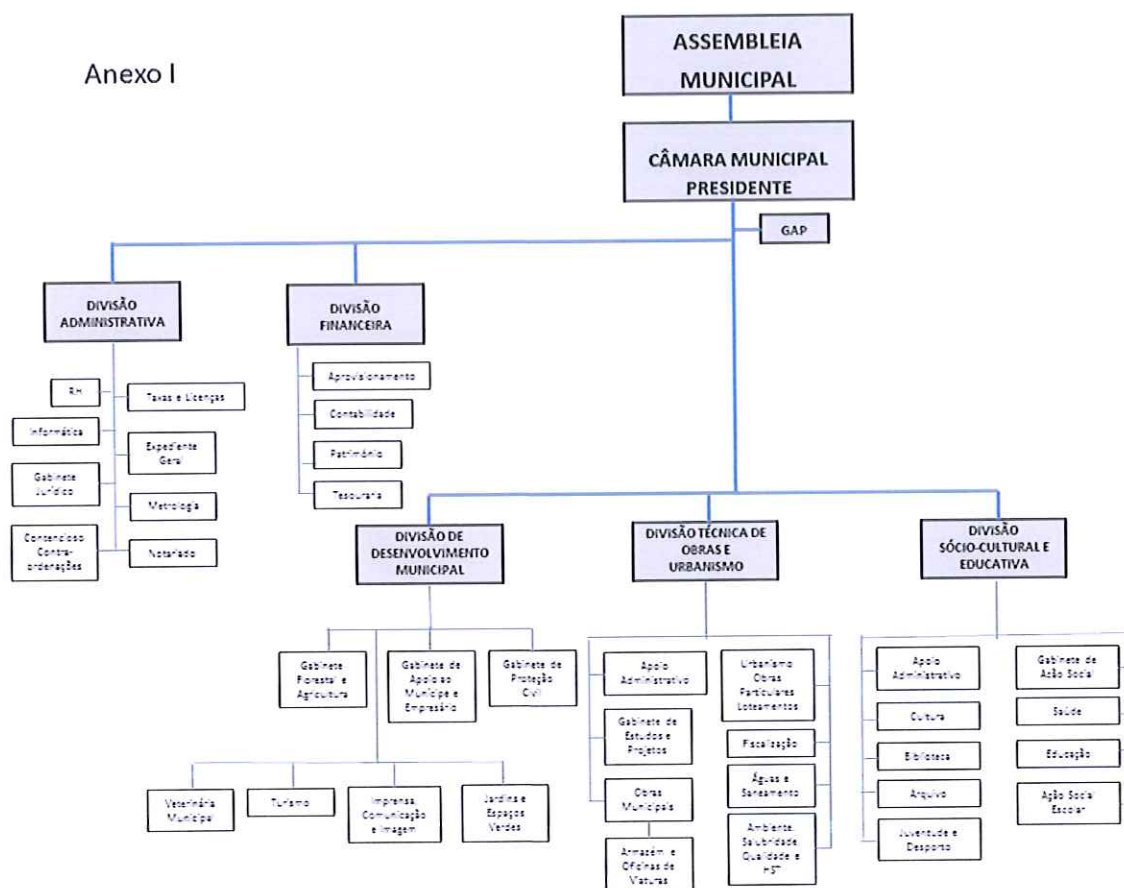 Anexo I
ASSEMBLEIA
MUNICIPAL
CÂMARA MUNICIPAL
PRESIDENTE
GAP
DIVISÃO
ADMINISTRATIVA
DIVISÃO
FINANCEIRA
RH
Taxas e Licenças
Informática
Expediente
Geral
Gabinete
Jurídico
Metrologia
Contencioso
Contra-
ordenações
Notariado
Aprovisionamento
Contabilidade
Património
Tesouraria
DIVISÃO DE
DESENVOLVIMENTO
MUNICIPAL
DIVISÃO TÉCNICA DE
OBRAS E
URBANISMO
DIVISÃO
SÓCIO-CULTURAL E
EDUCATIVA
Gabinete
Florestal e
Agricultura
Gabinete de
Apoio ao
Munícipe e
Empresário
Gabinete de
Proteção
Civil
Veterinária
Municipal
Turismo
Imprensa,
Comunicação
e Imagem
Jardins e
Espaços
Verdes
Apoio
Administrativo
Gabinete de
Estudos e
Projetos
Obras
Municipais
Armazém e
Oficinas de
Viaturas
Urbanismo
Obras
Particulares
Loteamentos
Fiscalização
Águas e
Saneamento
Ambiente,
Salubridade,
Qualidade e
HST
Apoio
Administrativo
Cultura
Biblioteca
Arquivo
Juventude e
Desporto
Gabinete de
Ação Social
Saúde
Educação
Ação Social
Escolar